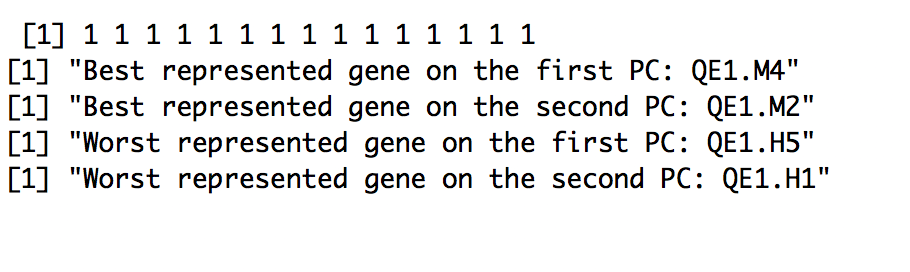 [1] 1 1 1 1 1 1 1 1 1 1 1 1 1 1 1
[1] "Best represented gene on the first PC: QE1.M4"
[1] "Best represented gene on the second PC: QE1.M2"
[1] "Worst represented gene on the first PC: QE1.H5"
[1] "Worst represented gene on the second PC: QE1.H1"